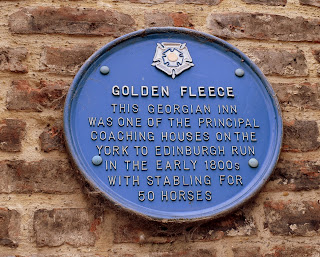 GOLDEN FLEECE
THIS GEORGIAN INN
WAS ONE OF THE PRINCIPAL
COACHING HOUSES ON THE
YORK TO EDINBURGH RUN
IN THE EARLY 1800s
WITH STABLING FOR
50 HORSES